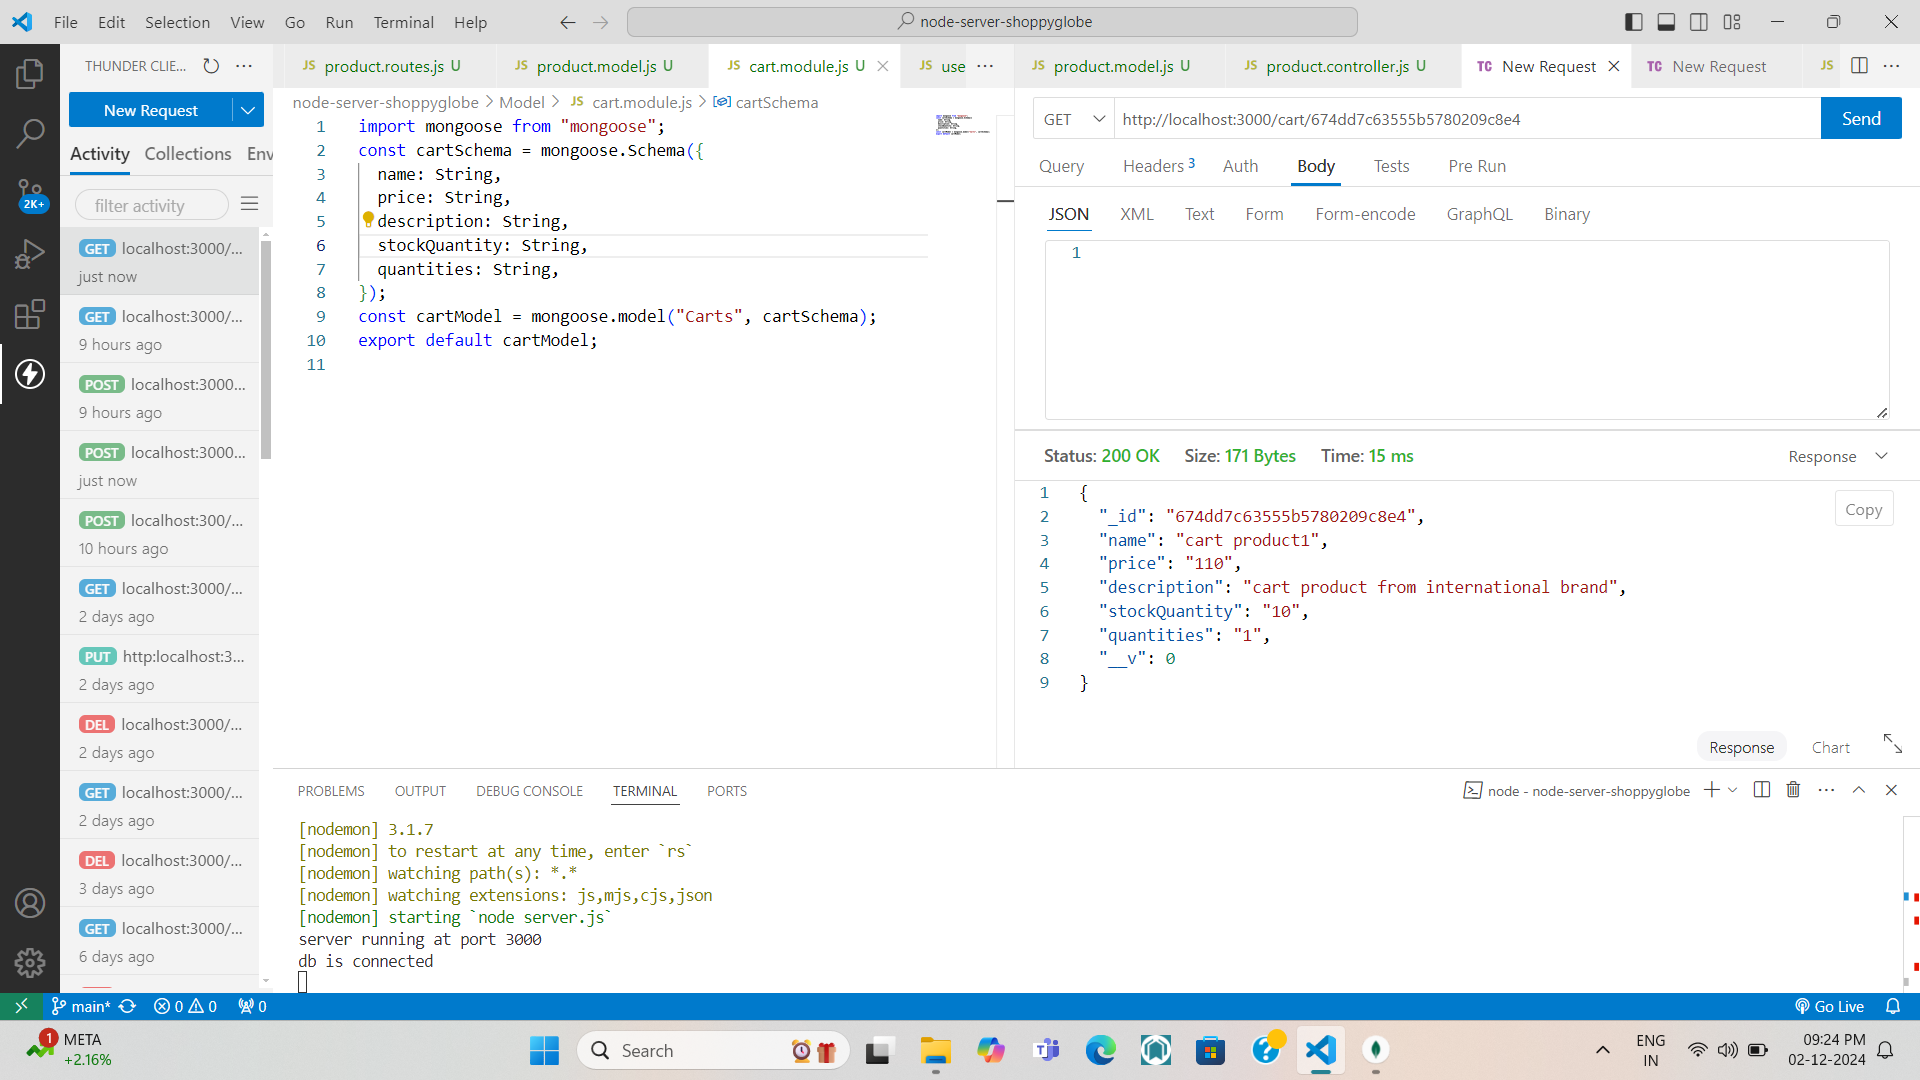 File Edit Selection View Go Run Terminal Help
node-server-shoppyglobe
THUNDER CLIE...
New Request
Activity Collections Env
filter activity
2K+
GET localhost:3000/...
just now
GET localhost:3000/...
9 hours ago
POST localhost:3000...
9 hours ago
POST localhost:3000...
just now
POST localhost:300/...
10 hours ago
GET localhost:3000/...
2 days ago
PUT http:localhost:3...
2 days ago
DEL localhost:3000/...
2 days ago
GET localhost:3000/...
2 days ago
DEL localhost:3000/...
3 days ago
GET localhost:3000/...
6 days ago
JS product.routes.js U JS product.model.js U JS cart.module.js U JS use ...
node-server-shoppyglobe > Model > JS cart.module.js > cartSchema
1 import mongoose from "mongoose";
2 const cartSchema = mongoose.Schema({
3 name: String,
4 price: String,
5 description: String,
6 stockQuantity: String,
7 quantities: String,
8 });
9 const cartModel = mongoose.model("Carts", cartSchema);
10 export default cartModel;
11
JS product.model.js U JS product.controller.js U TC New Request TC New Request JS
GET http://localhost:3000/cart/674dd7c63555b5780209c8e4 Send
Query Headers 3 Auth Body Tests Pre Run
JSON XML Text Form Form-encode GraphQL Binary
1
Status: 200 OK Size: 171 Bytes Time: 15 ms Response
1 {
Copy
2 "_id": "674dd7c63555b5780209c8e4",
3 "name": "cart product1",
4 "price": "110",
5 "description": "cart product from international brand",
6 "stockQuantity": "10",
7 "quantities": "1",
8 "__v": 0
9 }
Response Chart
PROBLEMS OUTPUT DEBUG CONSOLE TERMINAL PORTS
node - node-server-shoppyglobe
[nodemon] 3.1.7
[nodemon] to restart at any time, enter `rs`
[nodemon] watching path(s): *.*
[nodemon] watching extensions: js,mjs,cjs,json
[nodemon] starting `node server.js`
server running at port 3000
db is connected
main* 0 0 0 Go Live
1 META
+2.16%
Search
ENG
IN
09:24 PM
02-12-2024